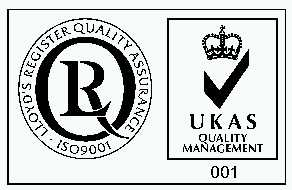 LLOYD'S REGISTER QUALITY ASSURANCE
· ISO9001 ·
LRQ
UKAS
QUALITY
MANAGEMENT
001